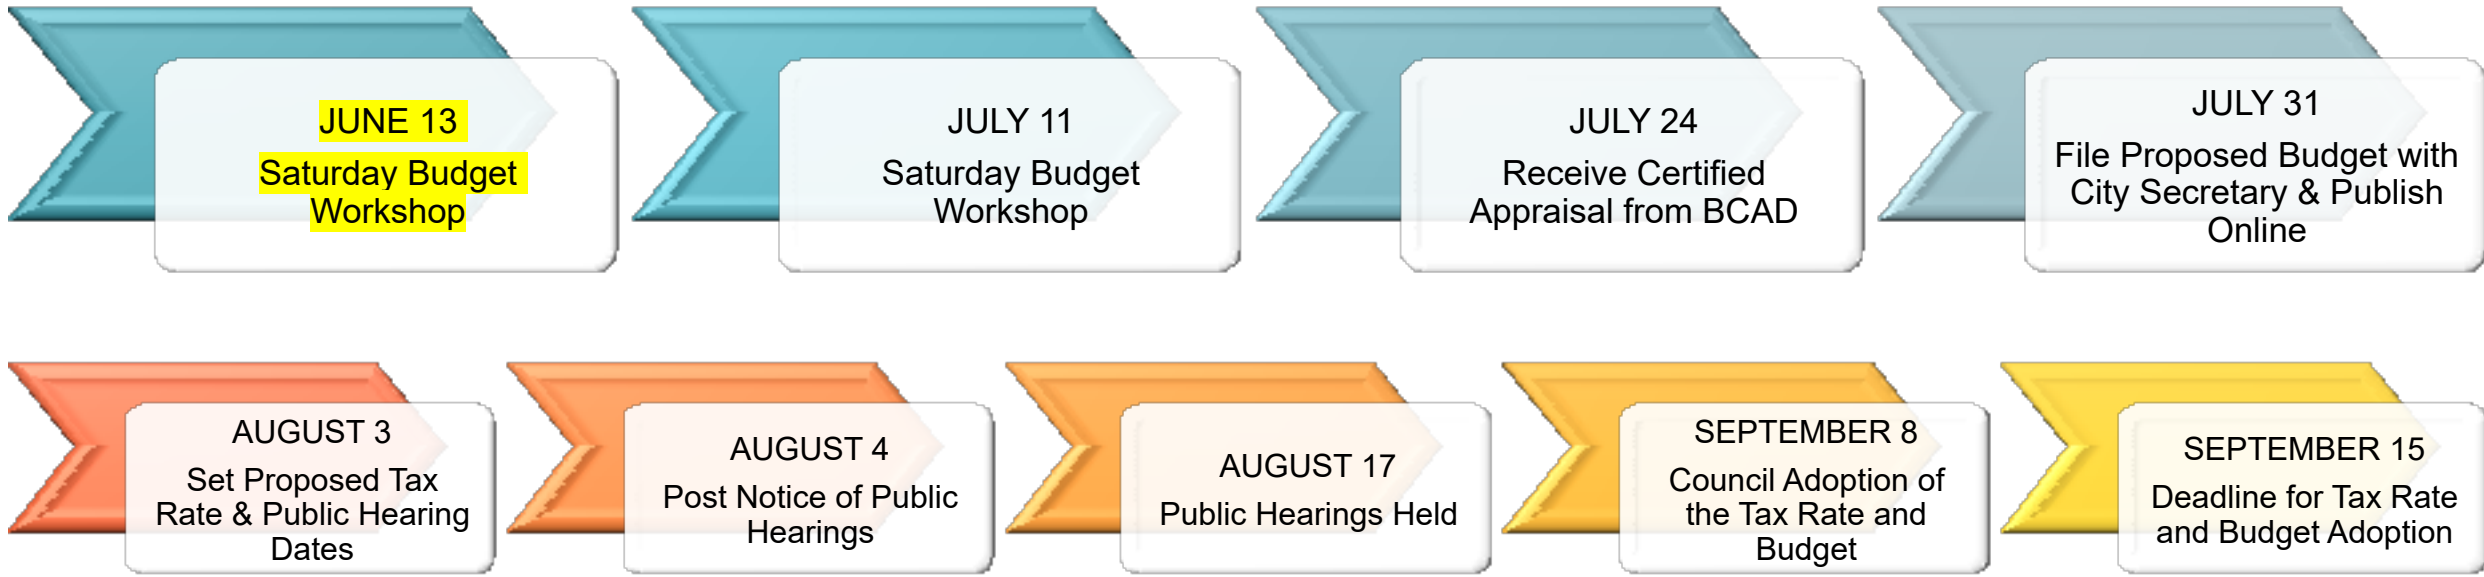 JUNE 13
Saturday Budget
Workshop
JULY 11
Saturday Budget
Workshop
JULY 24
Receive Certified
Appraisal from BCAD
JULY 31
File Proposed Budget with
City Secretary & Publish
Online
AUGUST 3
Set Proposed Tax
Rate & Public Hearing
Dates
AUGUST 4
Post Notice of Public
Hearings
AUGUST 17
Public Hearings Held
SEPTEMBER 8
Council Adoption of
the Tax Rate and
Budget
SEPTEMBER 15
Deadline for Tax Rate
and Budget Adoption